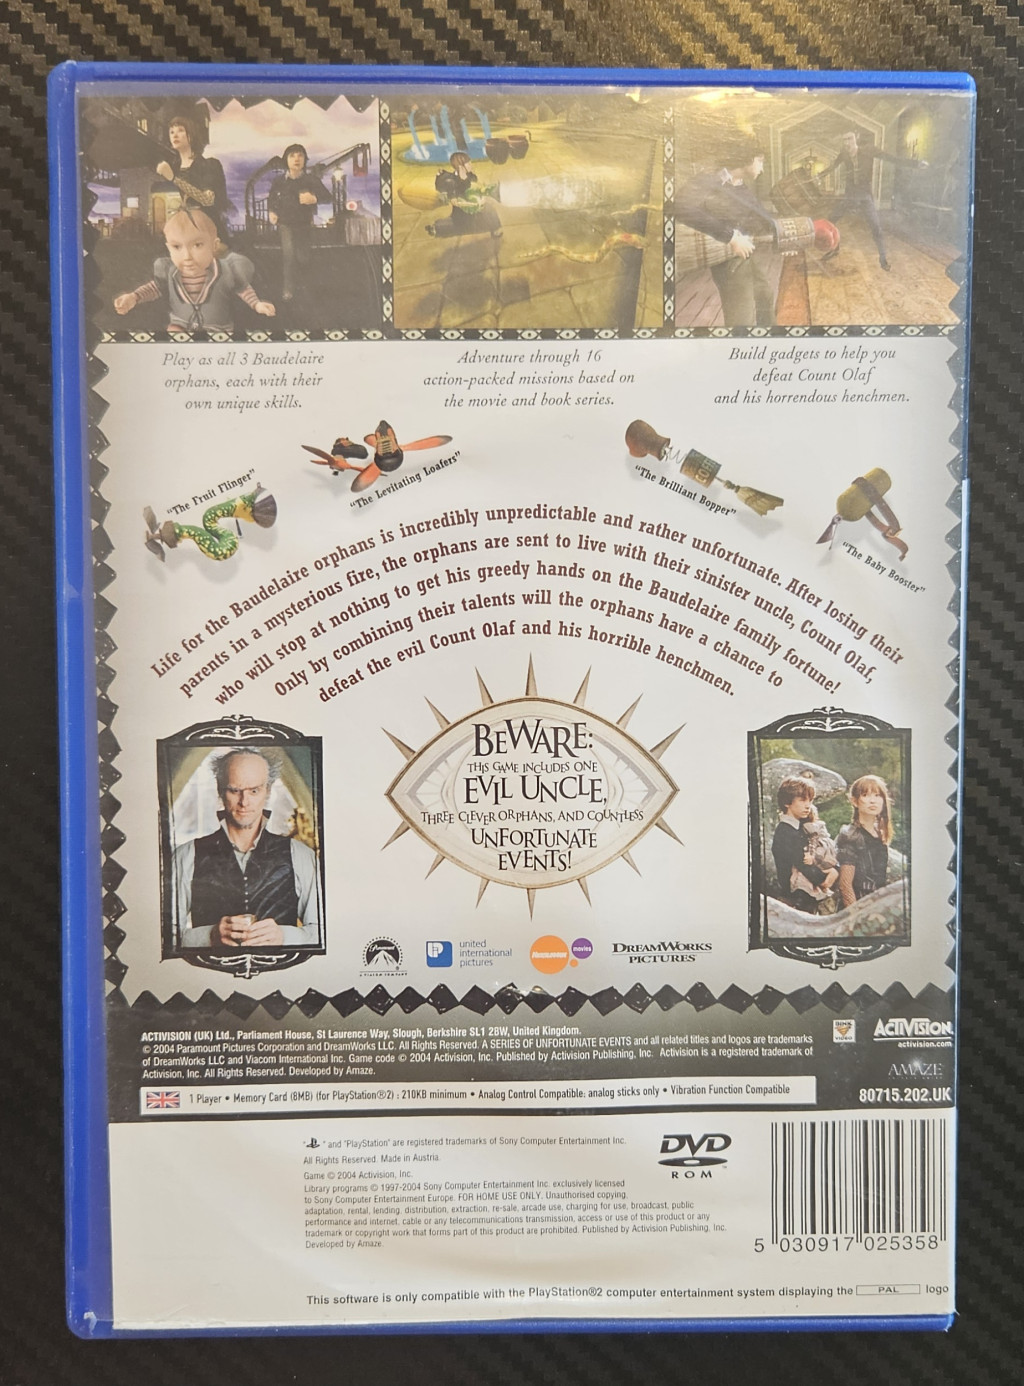 Play as all 3 Baudelaire
orphans, each with their
own unique skills.
Adventure through 16
action-packed missions based on
the movie and book series.
Build gadgets to help you
defeat Count Olaf
and his horrendous henchmen.
"The Fruit Flinger"
"The Levitating Loafers"
"The Brilliant Bopper"
"The Baby Booster"
Life for the Baudelaire orphans is incredibly unpredictable and rather unfortunate. After losing their
parents in a mysterious fire, the orphans are sent to live with their sinister uncle, Count Olaf,
who will stop at nothing to get his greedy hands on the Baudelaire family fortune!
Only by combining their talents will the orphans have a chance to
defeat the evil Count Olaf and his horrible henchmen.
BEWARE:
THIS GAME INCLUDES ONE
EVIL UNCLE,
THREE CLEVER ORPHANS, AND COUNTLESS
UNFORTUNATE
EVENTS!
Paramount
united
international
pictures
NICKELODEON
movies
DREAMWORKS
PICTURES
ACTIVISION (UK) Ltd., Parliament House, St Laurence Way, Slough, Berkshire SL1 2BW, United Kingdom.
© 2004 Paramount Pictures Corporation and DreamWorks LLC. All Rights Reserved. A SERIES OF UNFORTUNATE EVENTS and all related titles and logos are trademarks
of DreamWorks LLC and Viacom International Inc. Game code © 2004 Activision, Inc. Published by Activision Publishing, Inc. Activision is a registered trademark of
Activision, Inc. All Rights Reserved. Developed by Amaze.
ACTIVISION
activision.com
AMAZE
80715.202.UK
1 Player • Memory Card (8MB) (for PlayStation®2) : 210KB minimum • Analog Control Compatible: analog sticks only • Vibration Function Compatible
" " and "PlayStation" are registered trademarks of Sony Computer Entertainment Inc.
All Rights Reserved. Made in Austria.
Game © 2004 Activision, Inc.
Library programs © 1997-2004 Sony Computer Entertainment Inc. exclusively licensed
to Sony Computer Entertainment Europe. FOR HOME USE ONLY. Unauthorised copying,
adaptation, rental, lending, distribution, extraction, re-sale, arcade use, charging for use, broadcast, public
performance and internet, cable or any telecommunications transmission, access or use of this product or any
trademark or copyright work that forms part of this product are prohibited. Published by Activision Publishing, Inc.
Developed by Amaze.
DVD
ROM
5 030917 025358
This software is only compatible with the PlayStation®2 computer entertainment system displaying the PAL logo